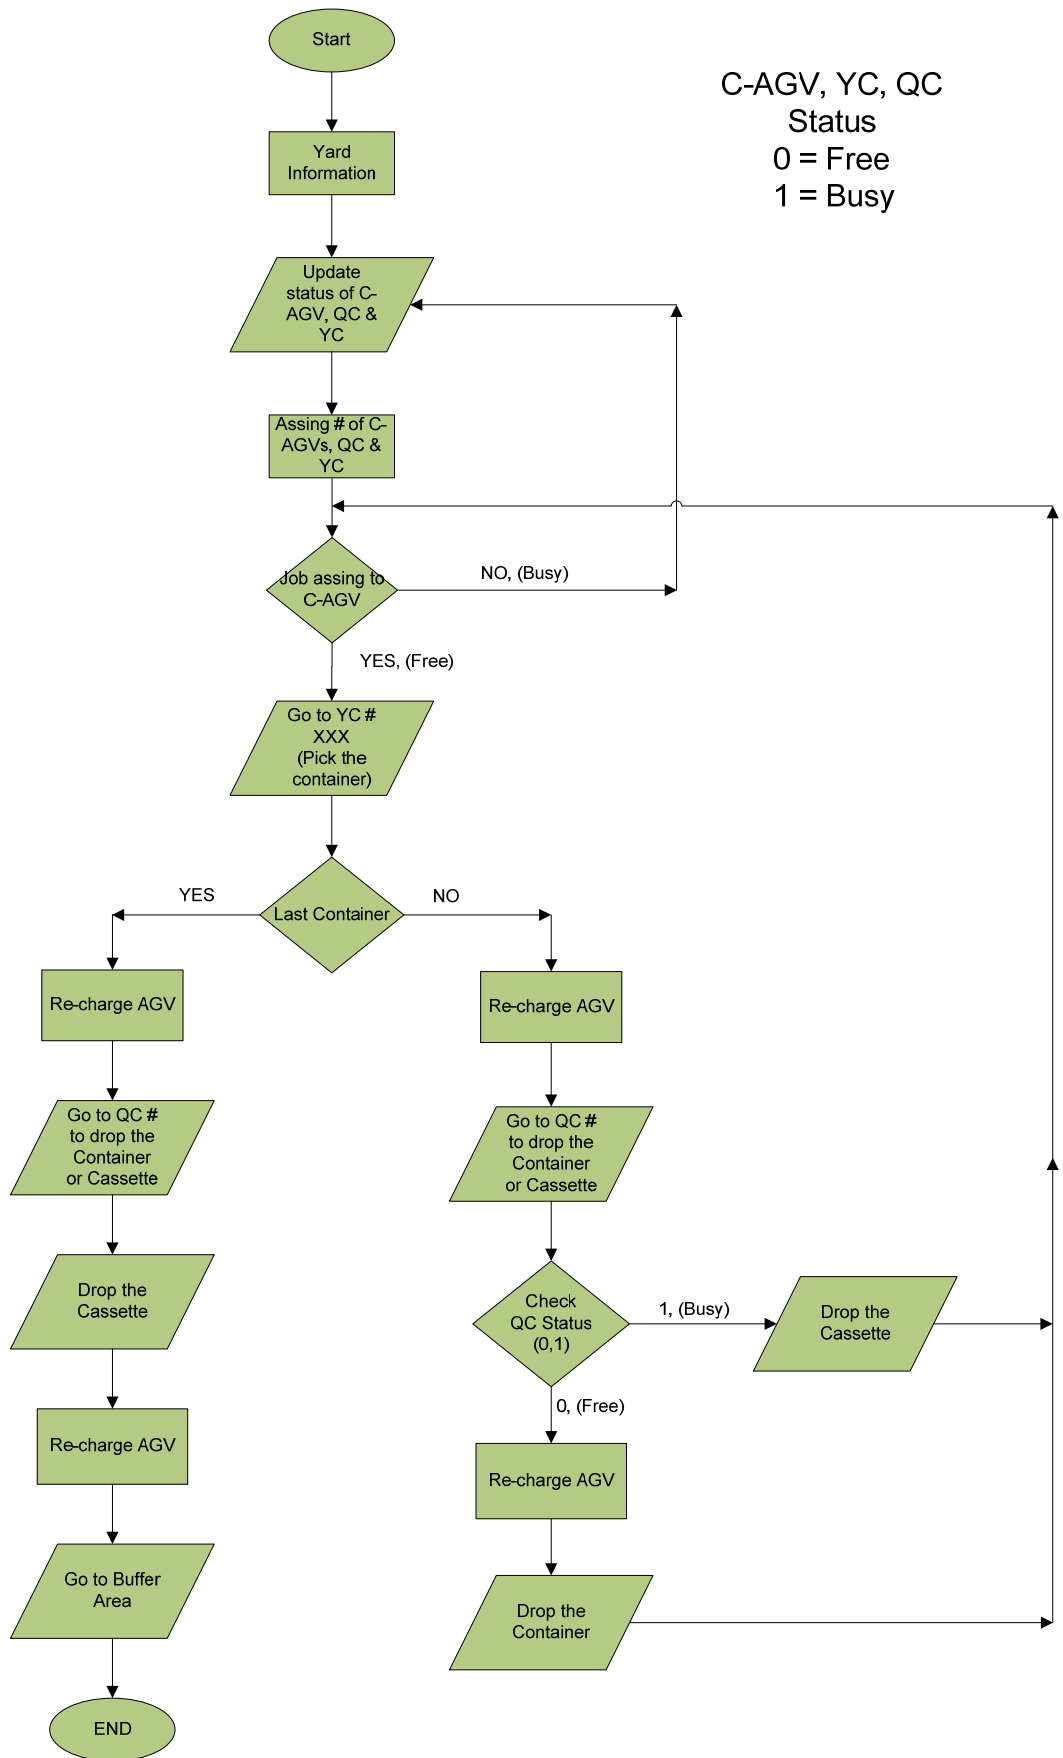 Start
C-AGV, YC, QC
Status
0 = Free
1 = Busy
Yard
Information
Update
status of C-
AGV, QC &
YC
Assing # of C-
AGVs, QC &
YC
Job assing to
C-AGV
NO, (Busy)
YES, (Free)
Go to YC #
XXX
(Pick the
container)
Last Container
YES
NO
Re-charge AGV
Go to QC #
to drop the
Container
or Cassette
Drop the
Cassette
Re-charge AGV
Go to Buffer
Area
END
Re-charge AGV
Go to QC #
to drop the
Container
or Cassette
Check
QC Status
(0,1)
1, (Busy)
Drop the
Cassette
0, (Free)
Re-charge AGV
Drop the
Container